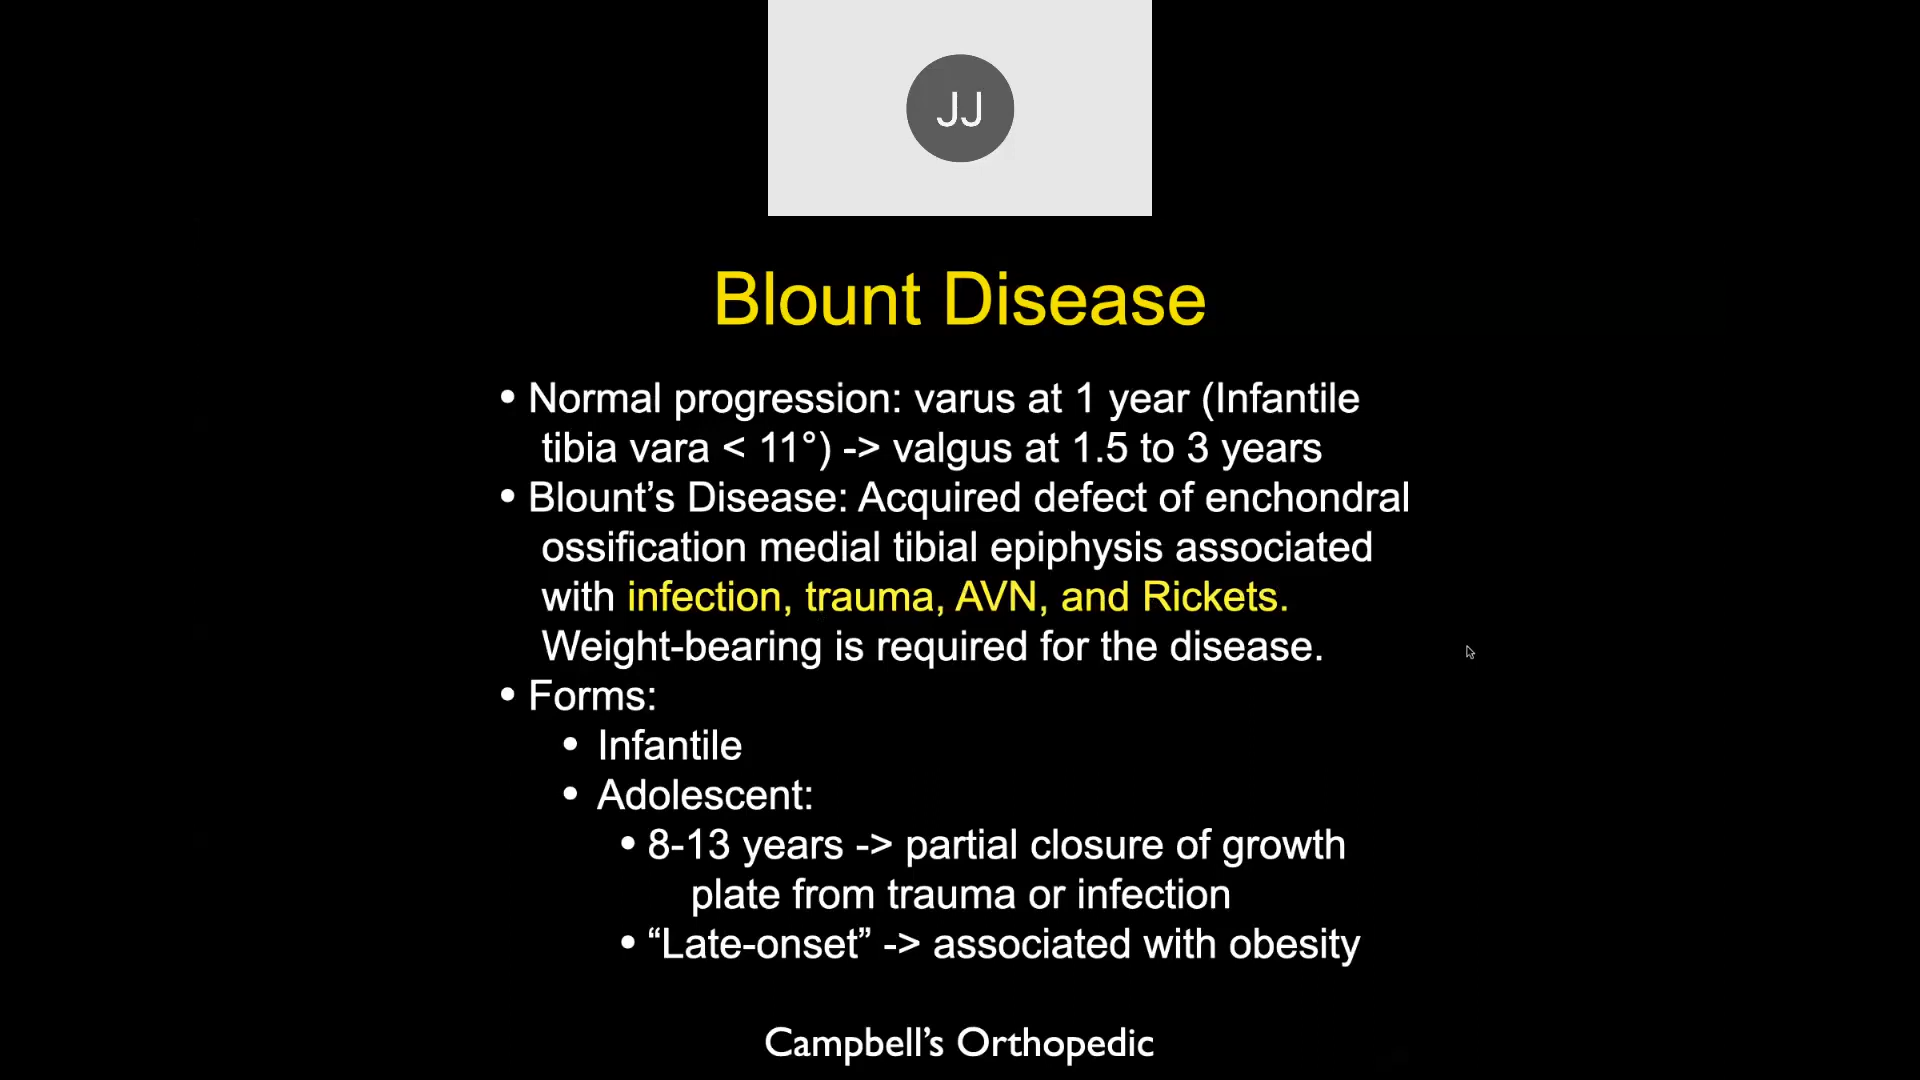 JJ
Blount Disease
• Normal progression: varus at 1 year (Infantile
tibia vara < 11°) -> valgus at 1.5 to 3 years
• Blount’s Disease: Acquired defect of enchondral
ossification medial tibial epiphysis associated
with infection, trauma, AVN, and Rickets.
Weight-bearing is required for the disease.
• Forms:
• Infantile
• Adolescent:
• 8-13 years -> partial closure of growth
plate from trauma or infection
• “Late-onset” -> associated with obesity
Campbell’s Orthopedic